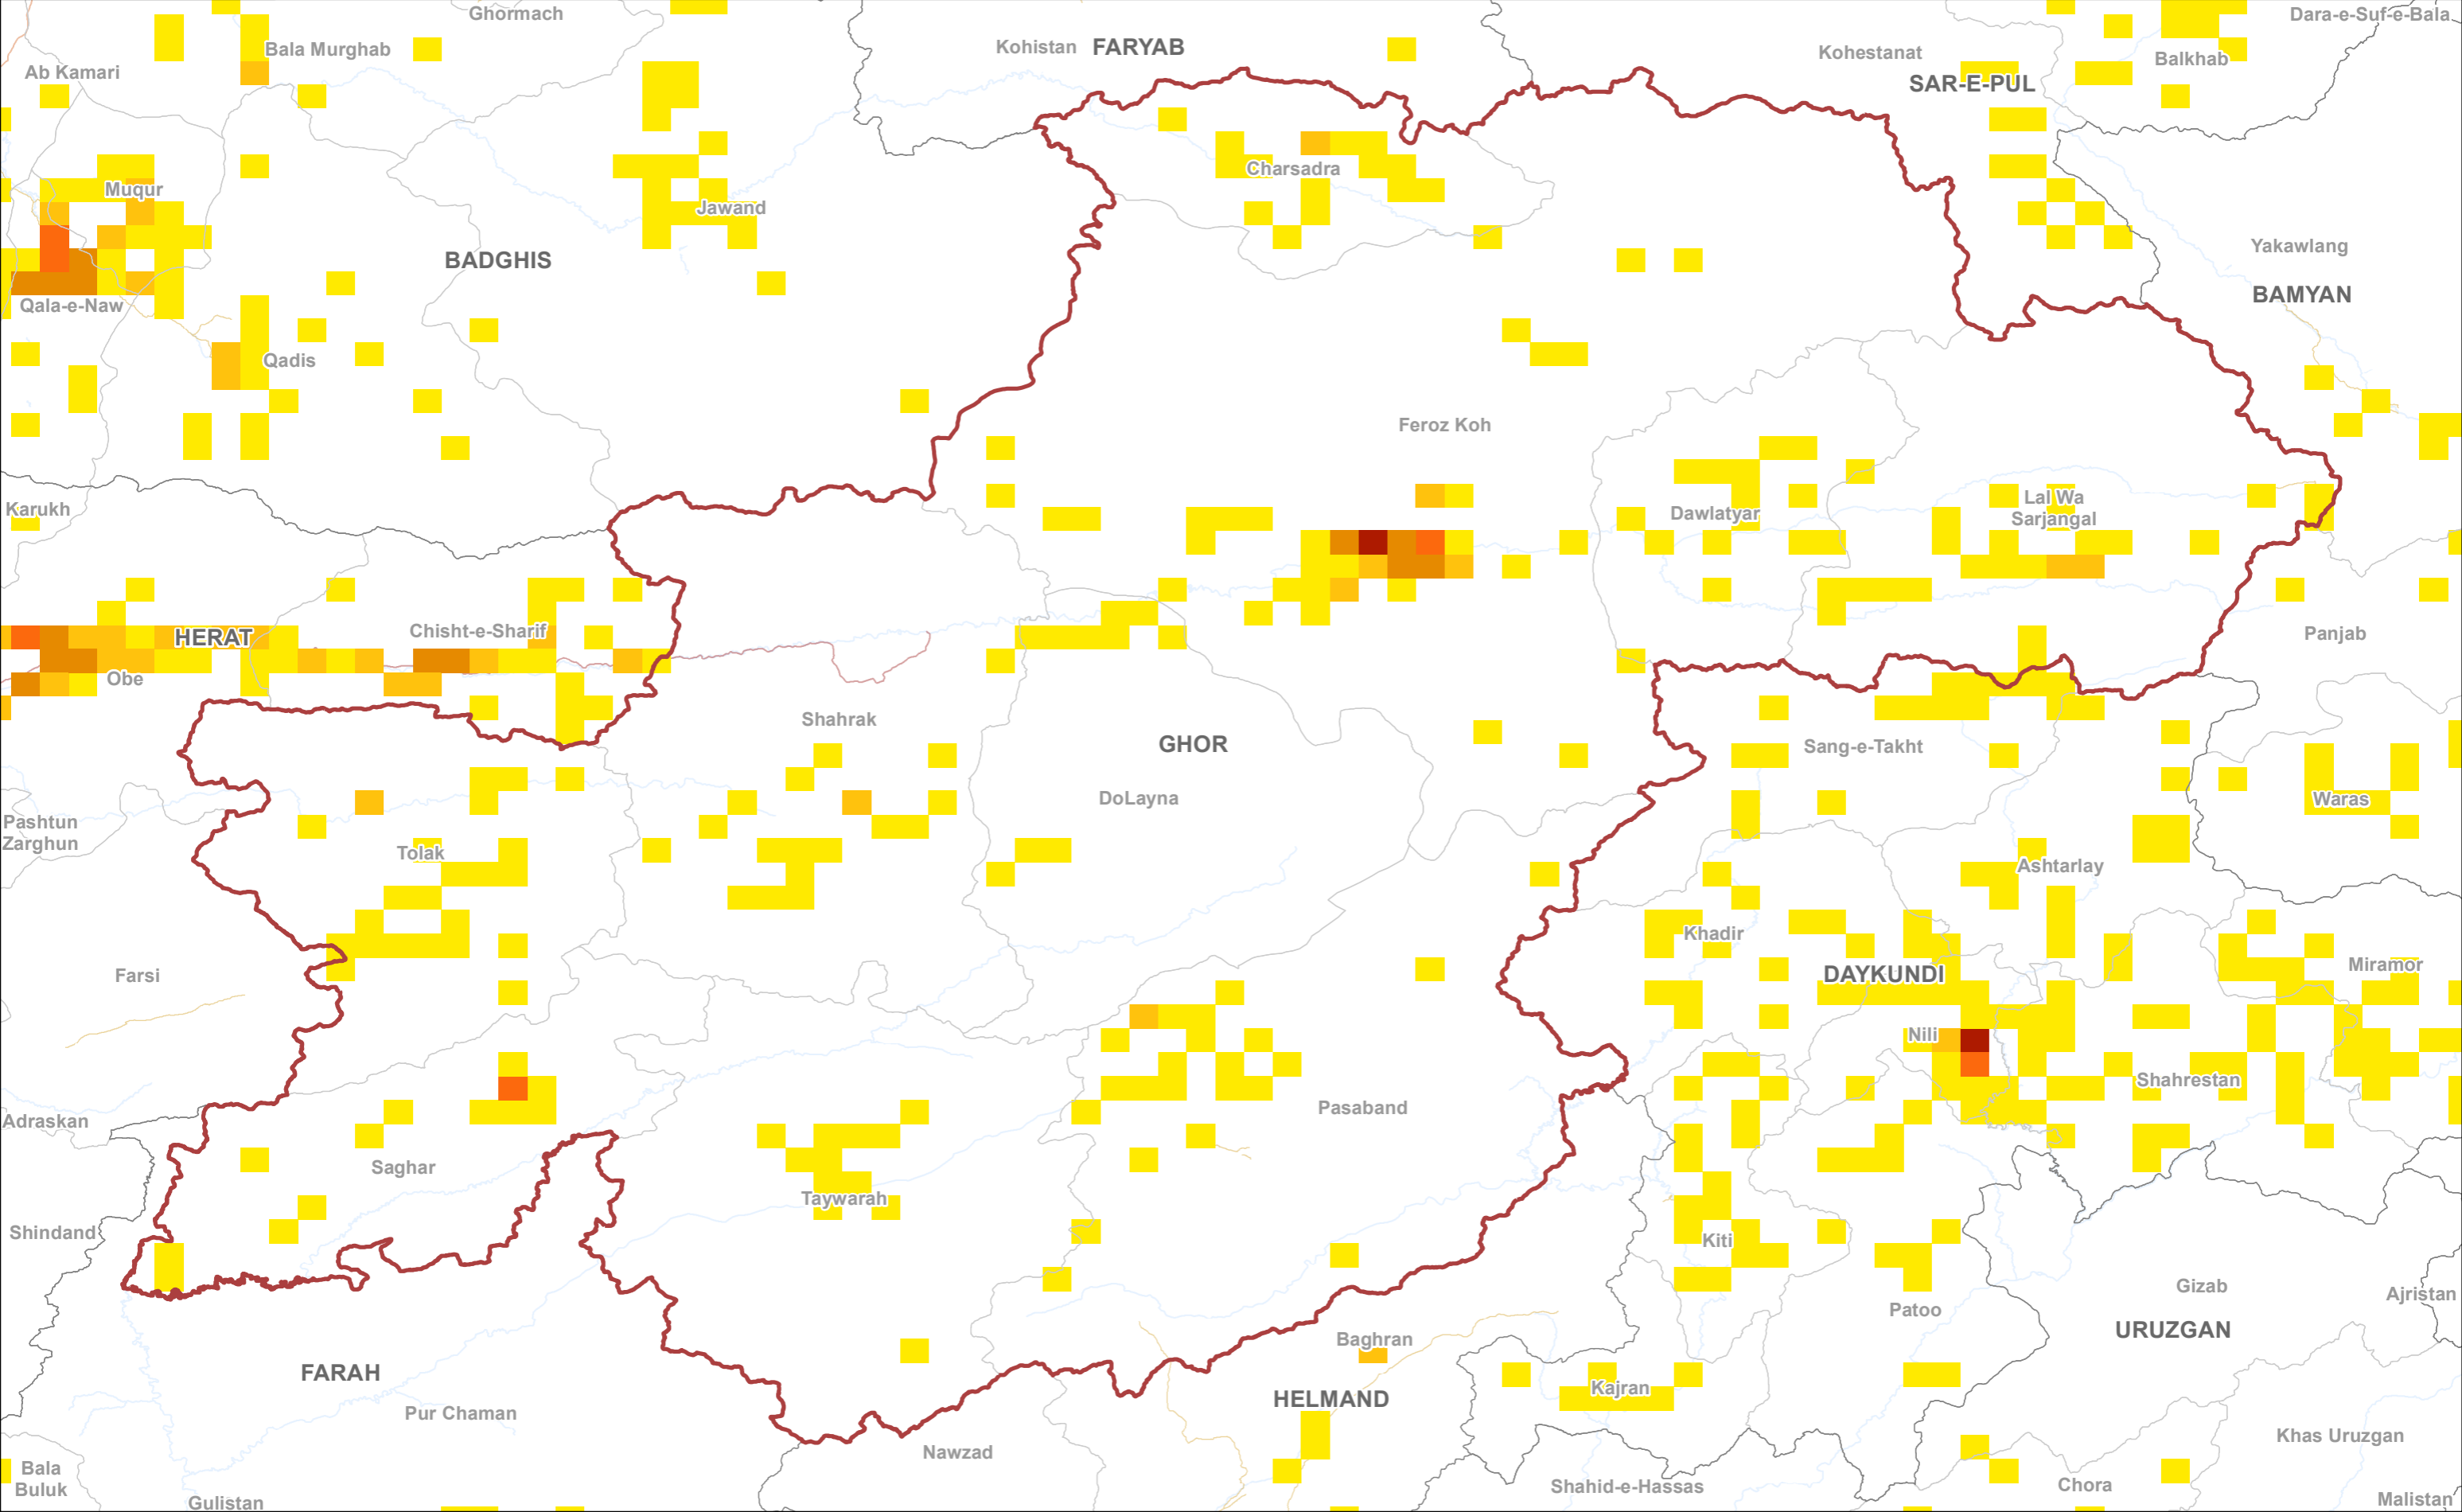 Ghormach
Dara-e-Suf-e-Bala
Bala Murghab
Kohistan
FARYAB
Kohestanat
Balkhab
Ab Kamari
SAR-E-PUL
Charsadra
Muqur
Jawand
Yakawlang
BADGHIS
BAMYAN
Qala-e-Naw
Qadis
Feroz Koh
Karukh
Dawlatyar
Lal Wa
Sarjangal
HERAT
Chisht-e-Sharif
Panjab
Obe
Shahrak
GHOR
Sang-e-Takht
DoLayna
Waras
Pashtun
Zarghun
Tolak
Ashtarlay
Khadir
Farsi
DAYKUNDI
Miramor
Nili
Shahrestan
Adraskan
Pasaband
Saghar
Taywarah
Shindand
Kiti
Gizab
Ajristan
Patoo
Baghran
URUZGAN
FARAH
Kajran
HELMAND
Pur Chaman
Khas Uruzgan
Nawzad
Bala
Buluk
Shahid-e-Hassas
Chora
Gulistan
Malistan